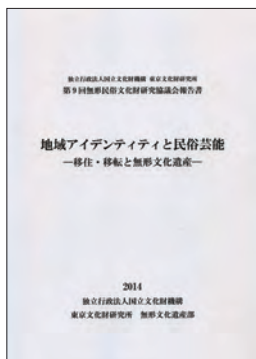 独立行政法人国立文化財機構 東京文化財研究所
第9回無形民俗文化財研究協議会報告書
地域アイデンティティと民俗芸能
―移住・移転と無形文化遺産―
2014
独立行政法人国立文化財機構
東京文化財研究所 無形文化遺産部